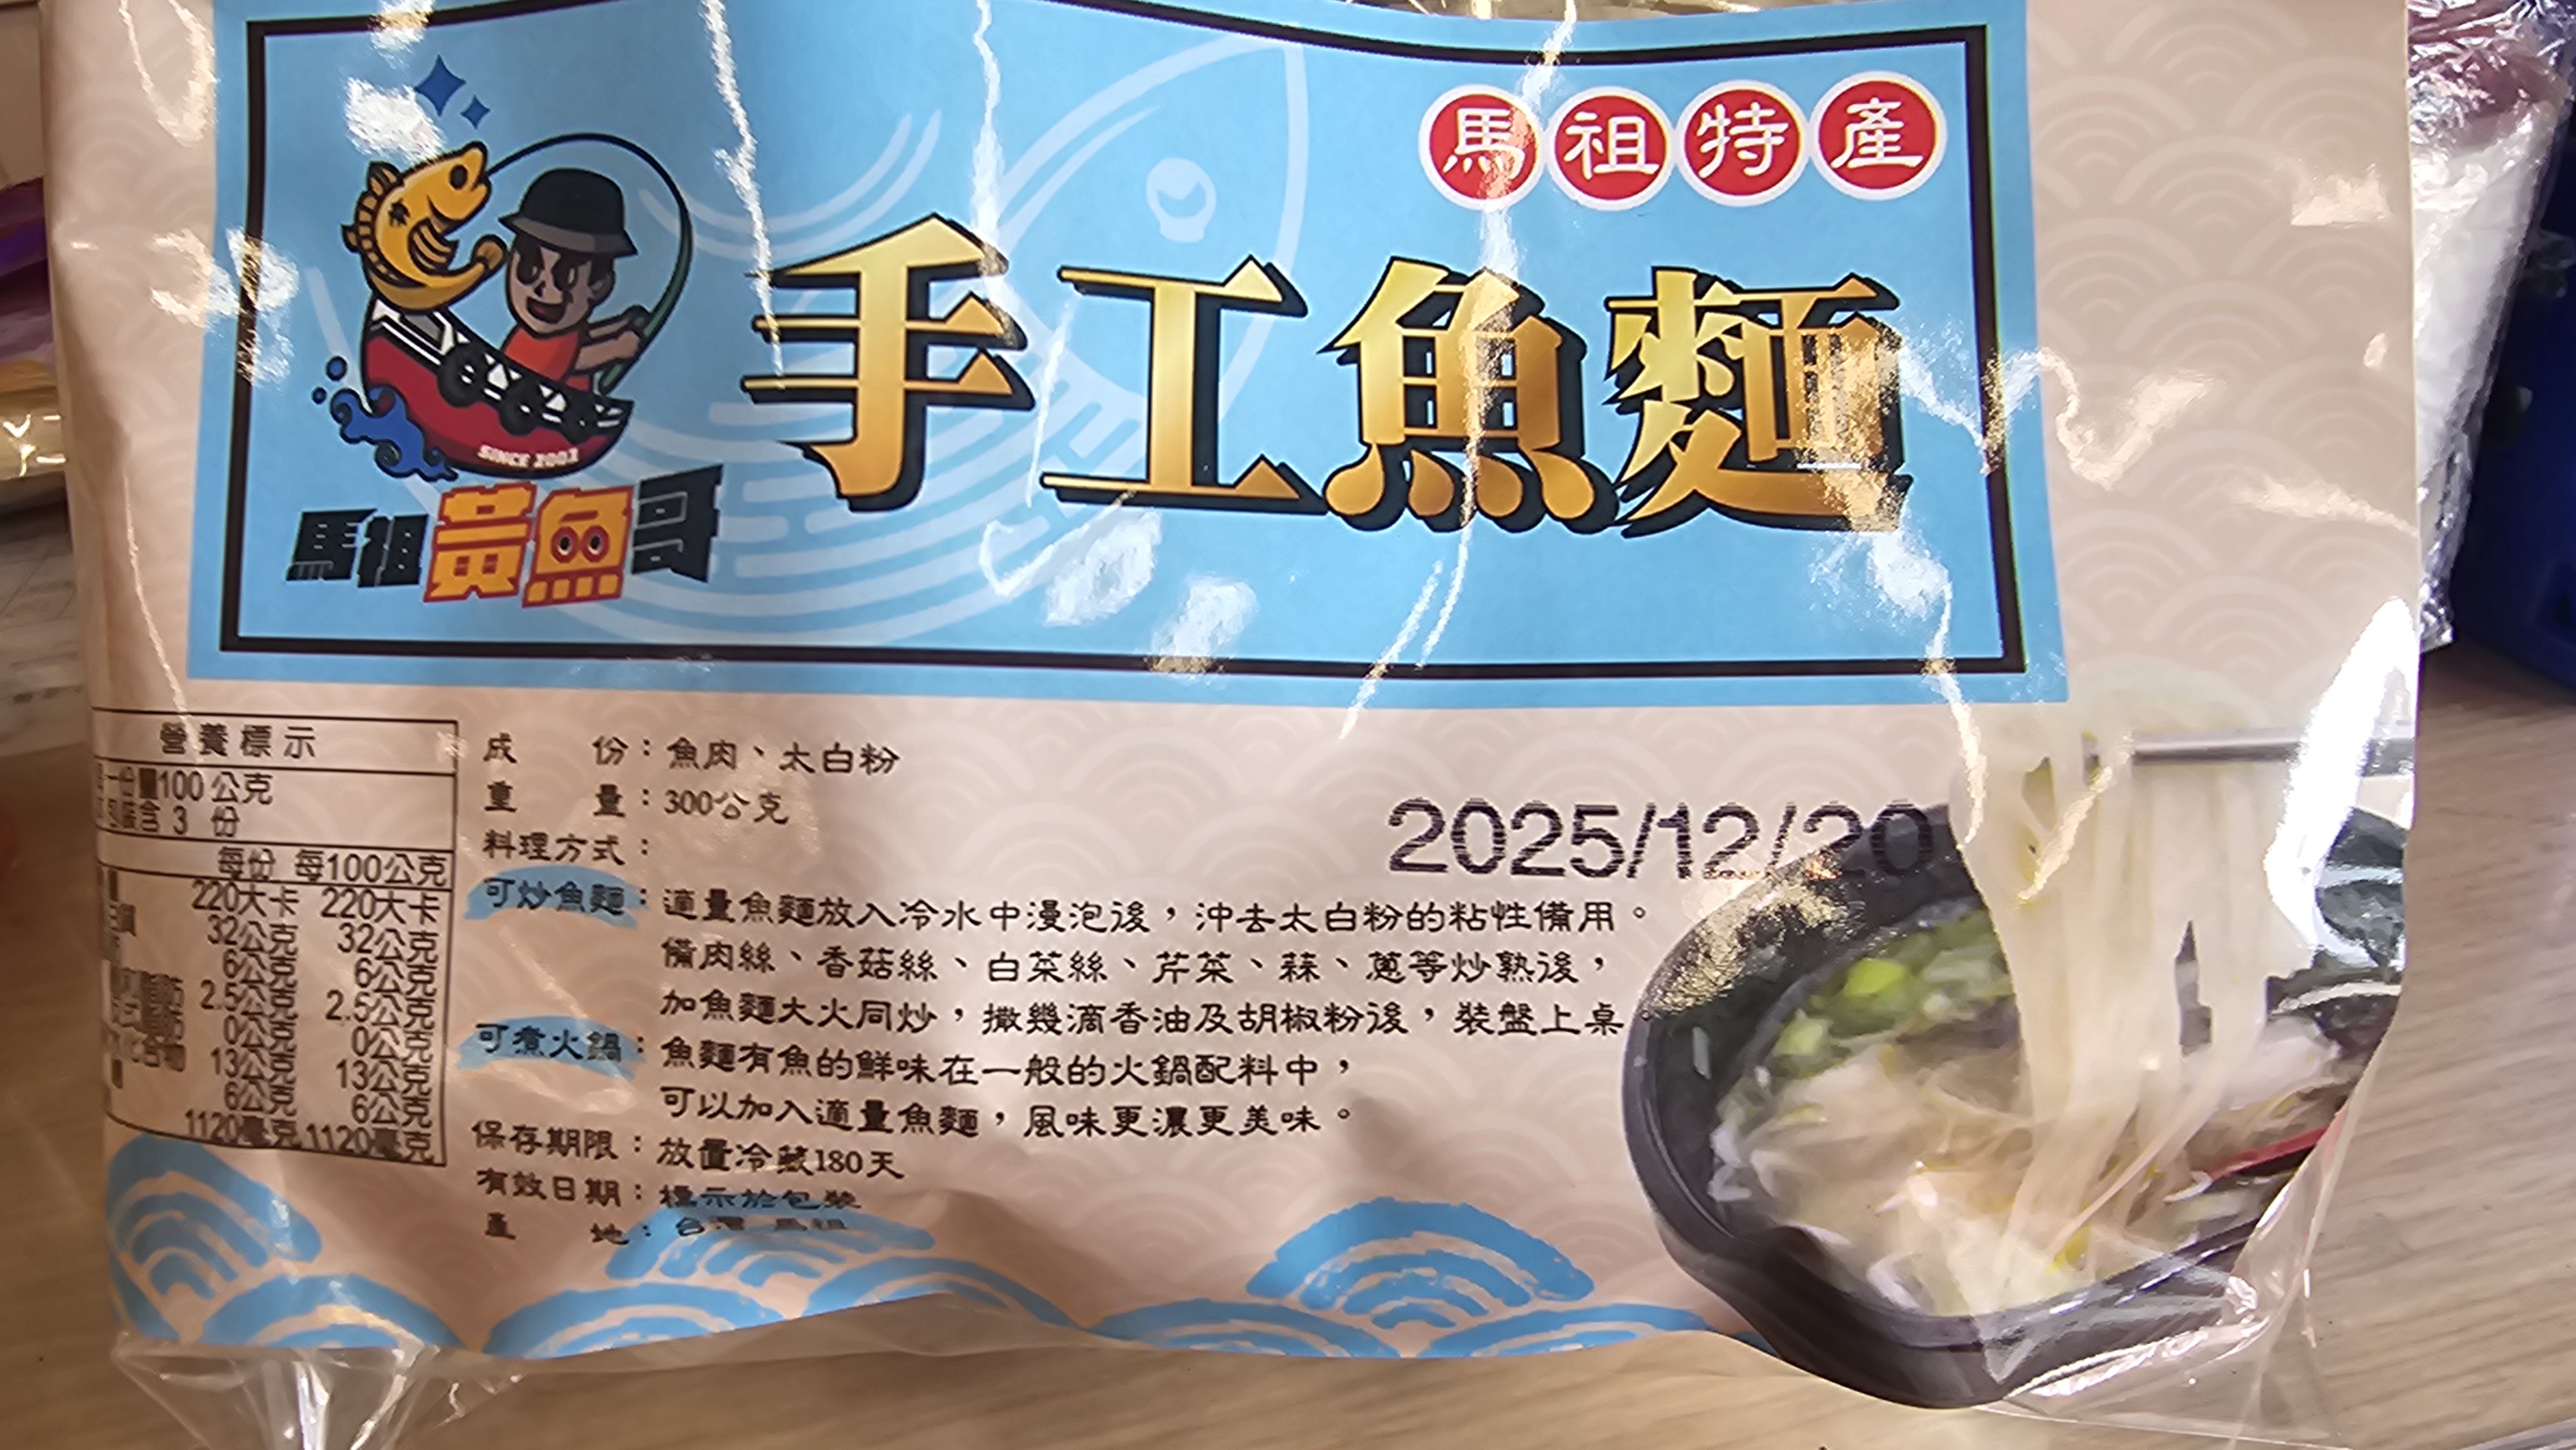 馬祖特產
手工魚麵
SINCE 2002
馬祖黃魚哥
營養標示
一份量100公克
包裝含 3 份
每份 每100公克
220大卡 220大卡
32公克 32公克
6公克 6公克
2.5公克 2.5公克
0公克 0公克
13公克 13公克
6公克 6公克
1120毫克 1120毫克
成份：魚肉、太白粉
重量：300公克
料理方式：
可炒魚麵：適量魚麵放入冷水中浸泡後，沖去太白粉的粘性備用。
備肉絲、香菇絲、白菜絲、芹菜、蒜、蔥等炒熟後，
加魚麵大火同炒，撒幾滴香油及胡椒粉後，裝盤上桌
可煮火鍋：魚麵有魚的鮮味在一般的火鍋配料中，
可以加入適量魚麵，風味更濃更美味。
保存期限：放置冷藏180天
有效日期：標示於包裝
產地：台灣 馬祖
2025/12/20